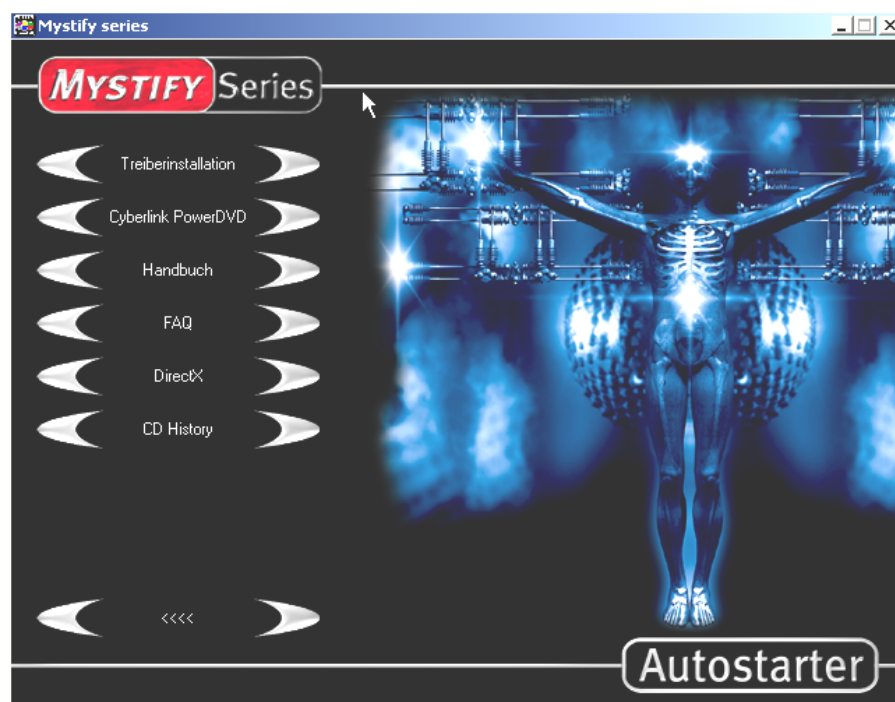 Mystify series
MYSTIFY Series
Treiberinstallation
Cyberlink PowerDVD
Handbuch
FAQ
DirectX
CD History
<<<<
Autostarter